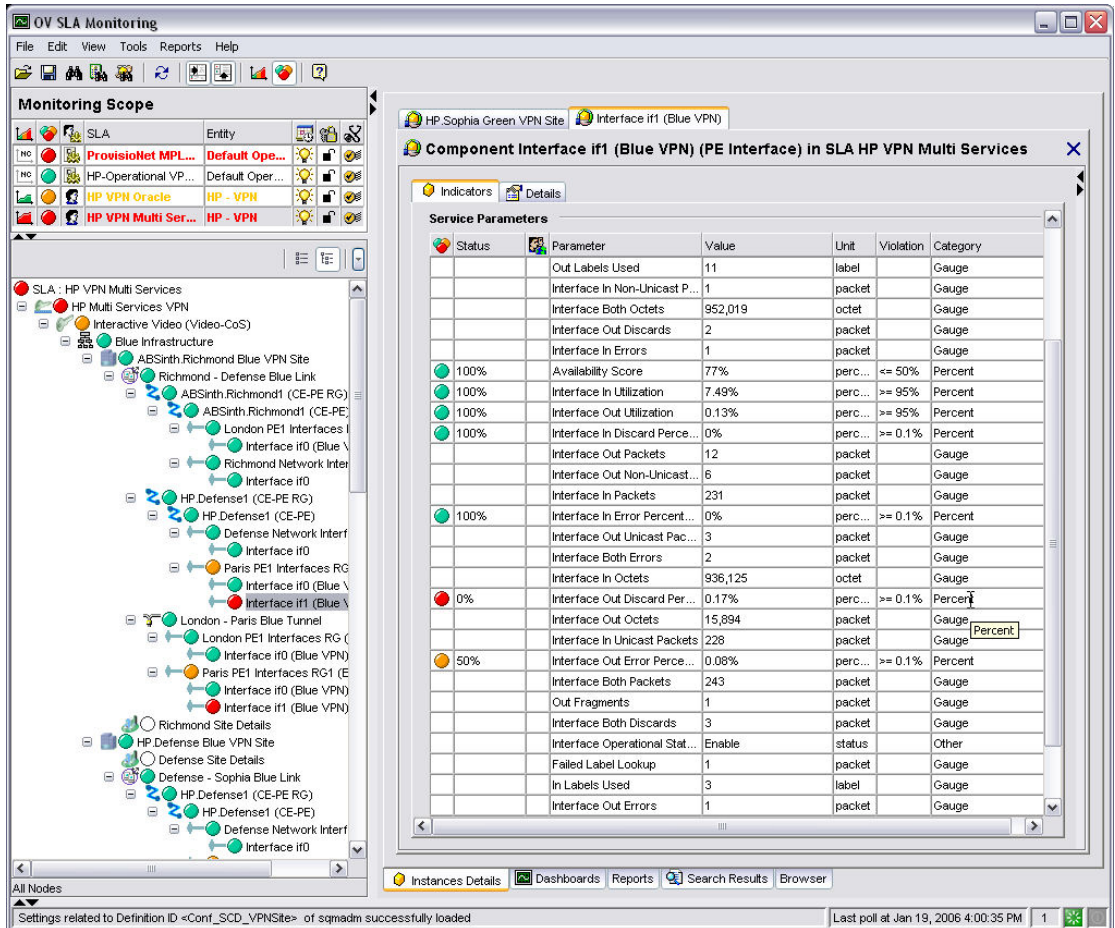 OV SLA Monitoring
File Edit View Tools Reports Help
Monitoring Scope
SLA Entity
NC ProvisioNet MPL... Default Ope...
NC HP-Operational VP... Default Oper...
HP VPN Oracle HP - VPN
HP VPN Multi Ser... HP - VPN
SLA : HP VPN Multi Services
HP Multi Services VPN
Interactive Video (Video-CoS)
Blue Infrastructure
ABSinth.Richmond Blue VPN Site
Richmond - Defense Blue Link
ABSinth.Richmond1 (CE-PE RG)
ABSinth.Richmond1 (CE-PE)
London PE1 Interfaces
Interface if0 (Blue
Richmond Network Inter
Interface if0
HP.Defense1 (CE-PE RG)
HP.Defense1 (CE-PE)
Defense Network Interf
Interface if0
Paris PE1 Interfaces RG
Interface if0 (Blue
Interface if1 (Blue
London - Paris Blue Tunnel
London PE1 Interfaces RG (
Interface if0 (Blue VPN)
Paris PE1 Interfaces RG1 (E
Interface if0 (Blue VPN)
Interface if1 (Blue VPN)
Richmond Site Details
HP.Defense Blue VPN Site
Defense Site Details
Defense - Sophia Blue Link
HP.Defense1 (CE-PE RG)
HP.Defense1 (CE-PE)
Defense Network Interf
Interface if0
All Nodes
HP.Sophia Green VPN Site Interface if1 (Blue VPN)
Component Interface if1 (Blue VPN) (PE Interface) in SLA HP VPN Multi Services
Indicators Details
Service Parameters
Status Parameter Value Unit Violation Category
Out Labels Used 11 label Gauge
Interface In Non-Unicast P... 1 packet Gauge
Interface Both Octets 952,019 octet Gauge
Interface Out Discards 2 packet Gauge
Interface In Errors 1 packet Gauge
100% Availability Score 77% perc... <= 50% Percent
100% Interface In Utilization 7.49% perc... >= 95% Percent
100% Interface Out Utilization 0.13% perc... >= 95% Percent
100% Interface In Discard Perce... 0% perc... >= 0.1% Percent
Interface Out Packets 12 packet Gauge
Interface Out Non-Unicast... 6 packet Gauge
Interface In Packets 231 packet Gauge
100% Interface In Error Percent... 0% perc... >= 0.1% Percent
Interface Out Unicast Pac... 3 packet Gauge
Interface Both Errors 2 packet Gauge
Interface In Octets 936,125 octet Gauge
0% Interface Out Discard Per... 0.17% perc... >= 0.1% Percent
Interface Out Octets 15,894 packet Gauge
Percent
Interface In Unicast Packets 228 packet Gauge
50% Interface Out Error Perce... 0.08% perc... >= 0.1% Percent
Interface Both Packets 243 packet Gauge
Out Fragments 1 packet Gauge
Interface Both Discards 3 packet Gauge
Interface Operational Stat... Enable status Other
Failed Label Lookup 1 packet Gauge
In Labels Used 3 label Gauge
Interface Out Errors 1 packet Gauge
Instances Details Dashboards Reports Search Results Browser
Settings related to Definition ID <Conf_SCD_VPNSite> of sqmadm successfully loaded Last poll at Jan 19, 2006 4:00:35 PM 1